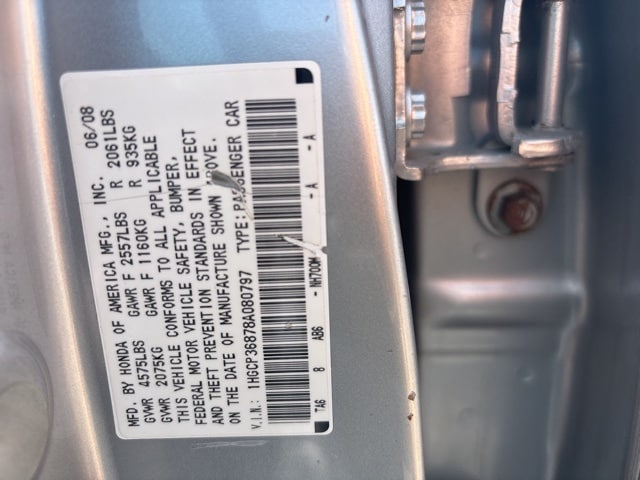 MFD. BY HONDA OF AMERICA MFG., INC. 06/08
GVWR 4575LBS GAWR F 2557LBS R 2061LBS
GVWR 2075KG GAWR F 1160KG R 935KG
THIS VEHICLE CONFORMS TO ALL APPLICABLE
FEDERAL MOTOR VEHICLE SAFETY, BUMPER,
AND THEFT PREVENTION STANDARDS IN EFFECT
ON THE DATE OF MANUFACTURE SHOWN ABOVE.
V.I.N.: 1HGCP36878A080797 TYPE: PASSENGER CAR
TA6 8 AB6 - NH700M - A - A